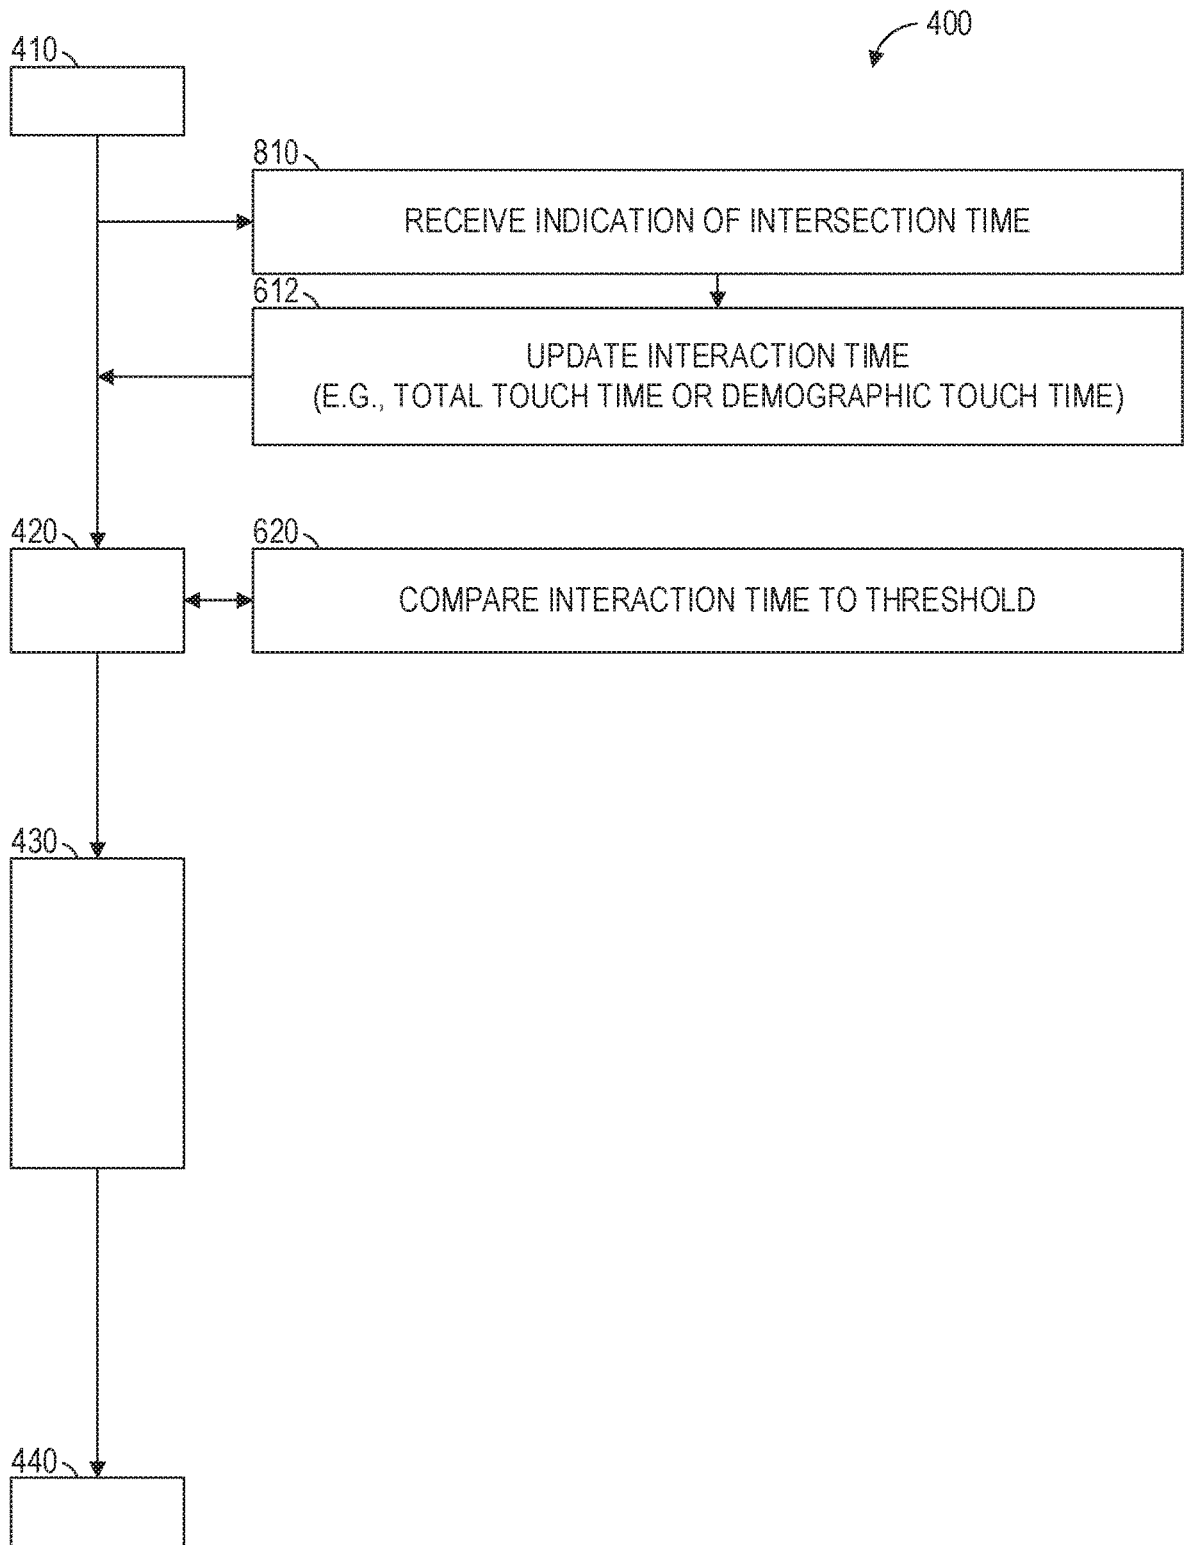 400
410
810
RECEIVE INDICATION OF INTERSECTION TIME
612
UPDATE INTERACTION TIME
(E.G., TOTAL TOUCH TIME OR DEMOGRAPHIC TOUCH TIME)
420
620
COMPARE INTERACTION TIME TO THRESHOLD
430
440